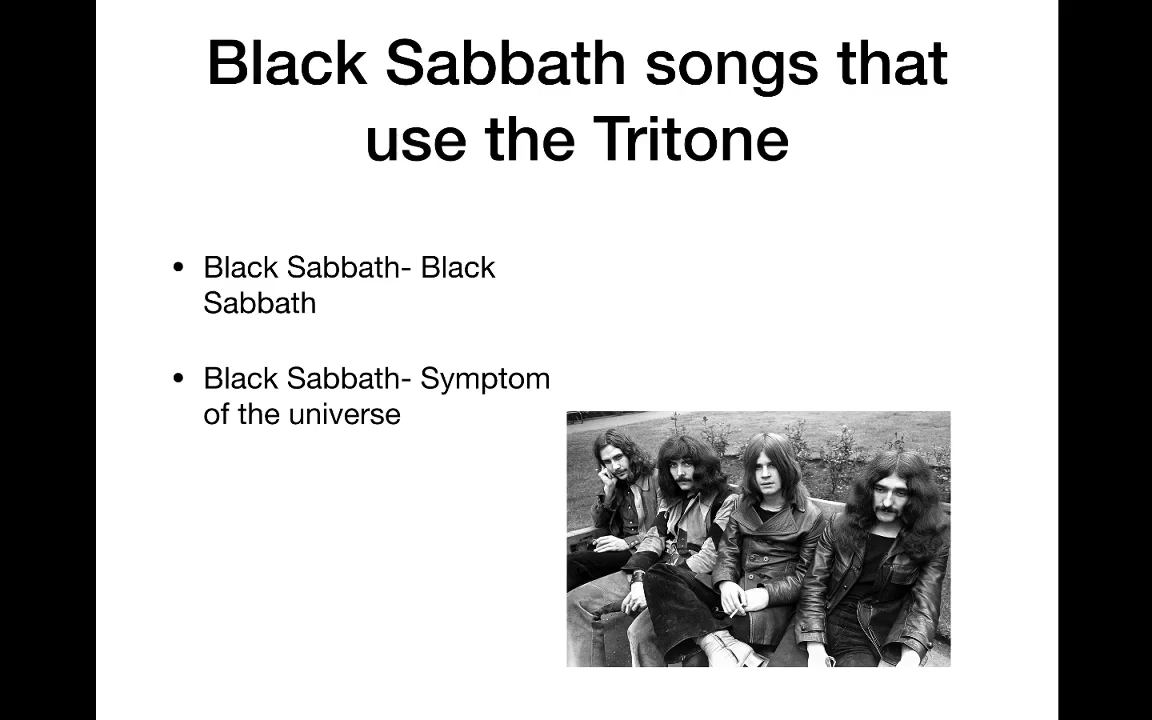 Black Sabbath songs that
use the Tritone
• Black Sabbath- Black
Sabbath
• Black Sabbath- Symptom
of the universe